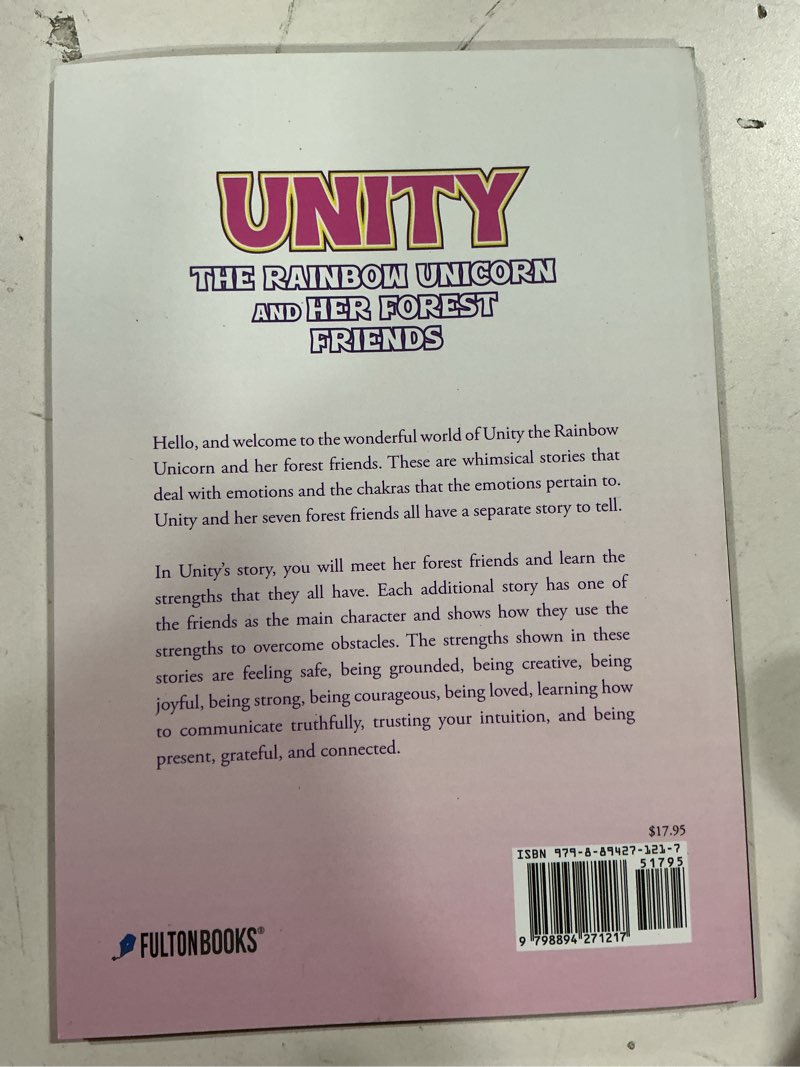 UNITY
THE RAINBOW UNICORN
AND HER FOREST
FRIENDS
Hello, and welcome to the wonderful world of Unity the Rainbow
Unicorn and her forest friends. These are whimsical stories that
deal with emotions and the chakras that the emotions pertain to.
Unity and her seven forest friends all have a separate story to tell.
In Unity's story, you will meet her forest friends and learn the
strengths that they all have. Each additional story has one of
the friends as the main character and shows how they use the
strengths to overcome obstacles. The strengths shown in these
stories are feeling safe, being grounded, being creative, being
joyful, being strong, being courageous, being loved, learning how
to communicate truthfully, trusting your intuition, and being
present, grateful, and connected.
$17.95
ISBN 979-8-89427-121-7
51795
9 798894 271217
FULTONBOOKS®